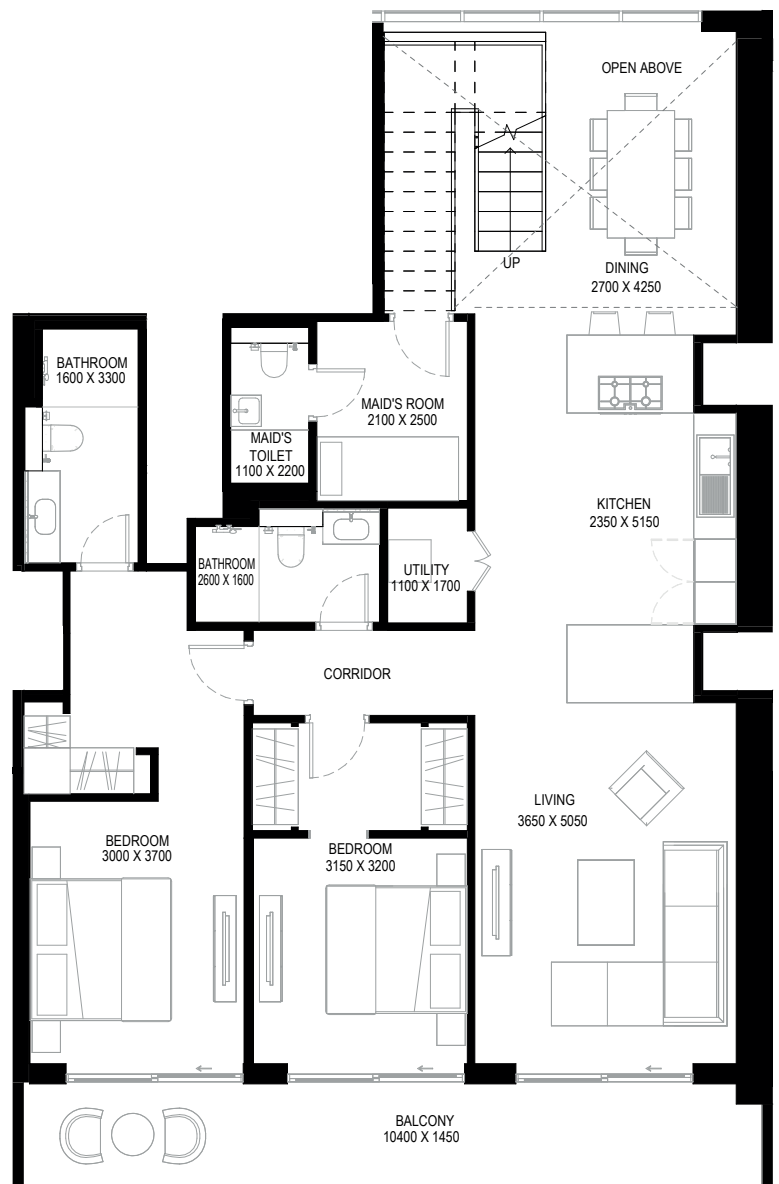 OPEN ABOVE
UP
DINING
2700 X 4250
BATHROOM
1600 X 3300
MAID'S ROOM
2100 X 2500
MAID'S
TOILET
1100 X 2200
KITCHEN
2350 X 5150
BATHROOM
2600 X 1600
UTILITY
1100 X 1700
CORRIDOR
LIVING
3650 X 5050
BEDROOM
3000 X 3700
BEDROOM
3150 X 3200
BALCONY
10400 X 1450